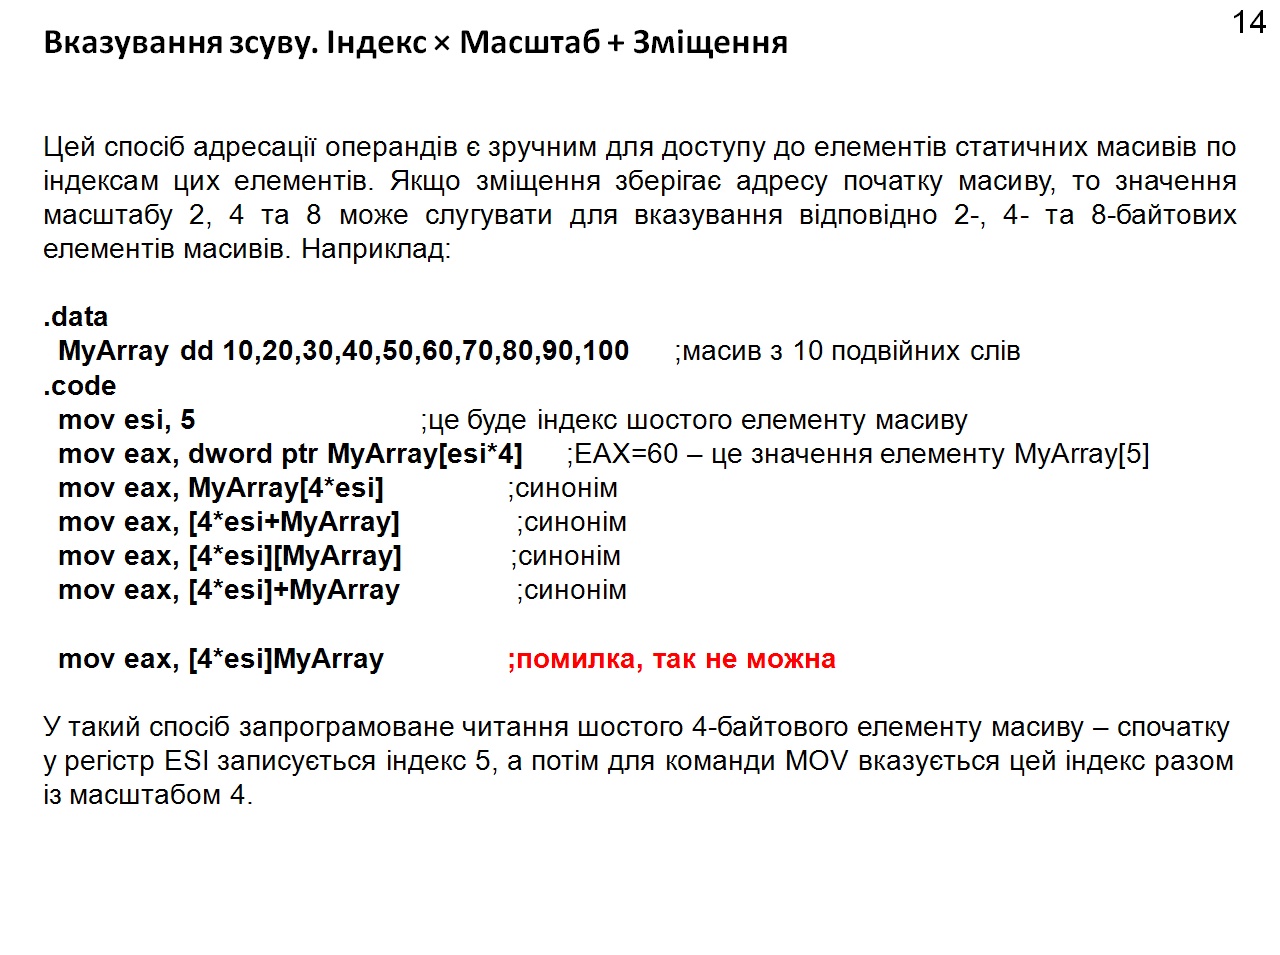 14
Вказування зсуву. Індекс × Масштаб + Зміщення
Цей спосіб адресації операндів є зручним для доступу до елементів статичних масивів по
індексам цих елементів. Якщо зміщення зберігає адресу початку масиву, то значення
масштабу 2, 4 та 8 може слугувати для вказування відповідно 2-, 4- та 8-байтових
елементів масивів. Наприклад:
.data
MyArray dd 10,20,30,40,50,60,70,80,90,100 ;масив з 10 подвійних слів
.code
mov esi, 5 ;це буде індекс шостого елементу масиву
mov eax, dword ptr MyArray[esi*4] ;EAX=60 – це значення елементу MyArray[5]
mov eax, MyArray[4*esi] ;синонім
mov eax, [4*esi+MyArray] ;синонім
mov eax, [4*esi][MyArray] ;синонім
mov eax, [4*esi]+MyArray ;синонім
mov eax, [4*esi]MyArray ;помилка, так не можна
У такий спосіб запрограмоване читання шостого 4-байтового елементу масиву – спочатку
у регістр ESI записується індекс 5, а потім для команди MOV вказується цей індекс разом
із масштабом 4.